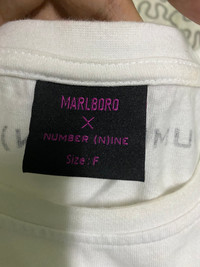 MARLBORO
X
NUMBER (N)INE
Size: F